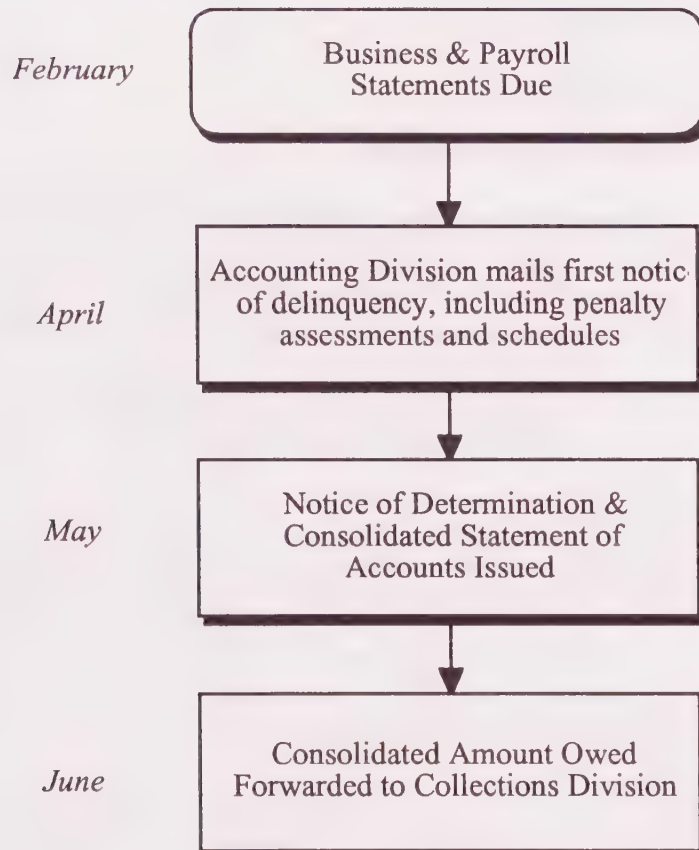 February
Business & Payroll
Statements Due
April
Accounting Division mails first notic
of delinquency, including penalty
assessments and schedules
May
Notice of Determination &
Consolidated Statement of
Accounts Issued
June
Consolidated Amount Owed
Forwarded to Collections Division